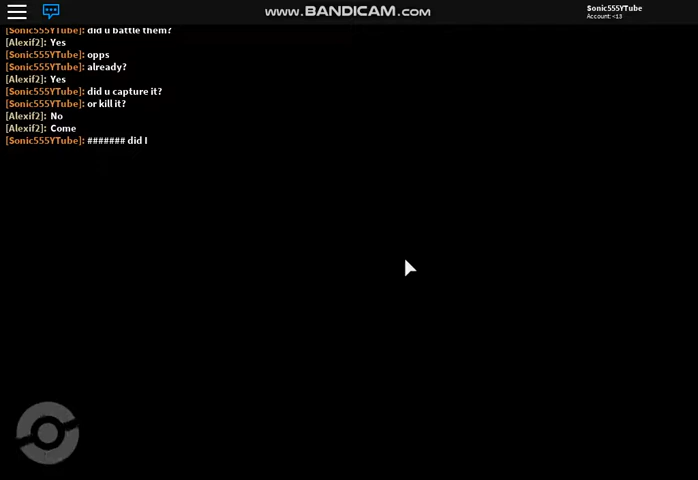 www.BANDICAM.com
Sonic555YTube
Account: <13
[Sonic555YTube]: did u battle them?
[Alexif2]: Yes
[Sonic555YTube]: opps
[Sonic555YTube]: already?
[Alexif2]: Yes
[Sonic555YTube]: did u capture it?
[Sonic555YTube]: or kill it?
[Alexif2]: No
[Alexif2]: Come
[Sonic555YTube]: ####### did I